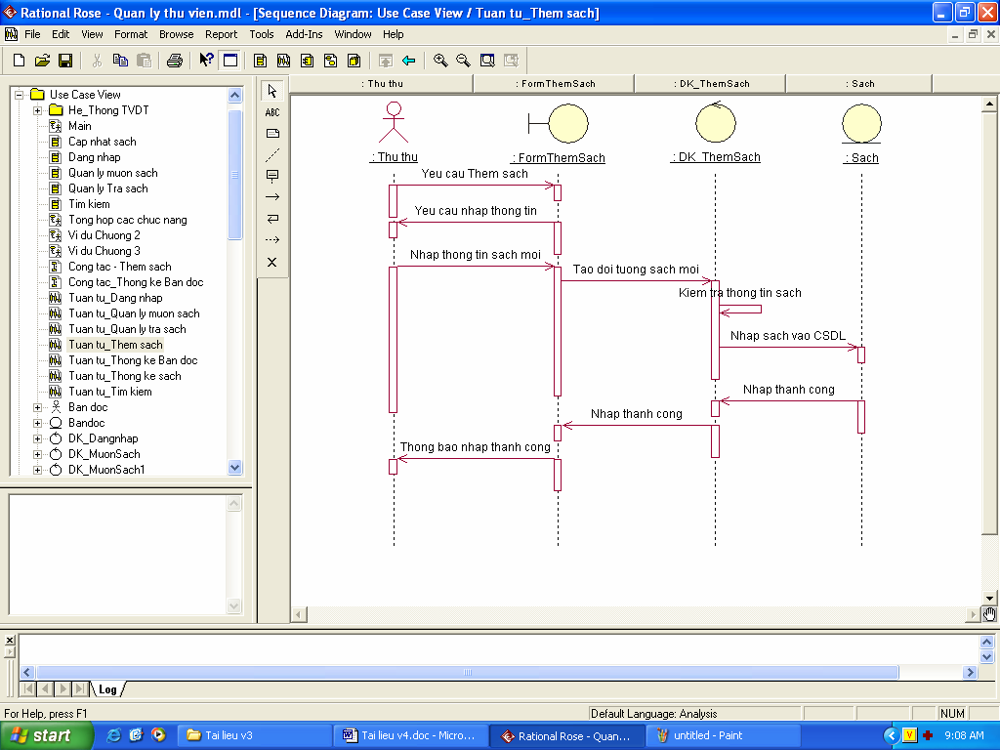 Rational Rose - Quan ly thu vien.mdl - [Sequence Diagram: Use Case View / Tuan tu_Them sach]
File Edit View Format Browse Report Tools Add-Ins Window Help
Use Case View
He_Thong TVDT
Main
Cap nhat sach
Dang nhap
Quan ly muon sach
Quan ly Tra sach
Tim kiem
Tong hop cac chuc nang
Vi du Chuong 2
Vi du Chuong 3
Cong tac - Them sach
Cong tac_Thong ke Ban doc
Tuan tu_Dang nhap
Tuan tu_Quan ly muon sach
Tuan tu_Quan ly tra sach
Tuan tu_Them sach
Tuan tu_Thong ke Ban doc
Tuan tu_Thong ke sach
Tuan tu_Tim kiem
Ban doc
Bandoc
DK_Dangnhap
DK_MuonSach
DK_MuonSach1
ABC
: Thu thu : FormThemSach : DK_ThemSach : Sach
: Thu thu : FormThemSach : DK_ThemSach : Sach
Yeu cau Them sach
Yeu cau nhap thong tin
Nhap thong tin sach moi
Tao doi tuong sach moi
Kiem tra thong tin sach
Nhap sach vao CSDL
Nhap thanh cong
Nhap thanh cong
Thong bao nhap thanh cong
Log
For Help, press F1 Default Language: Analysis NUM
start Tai lieu v3 Tai lieu v4.doc - Micro... Rational Rose - Quan... untitled - Paint V 9:08 AM